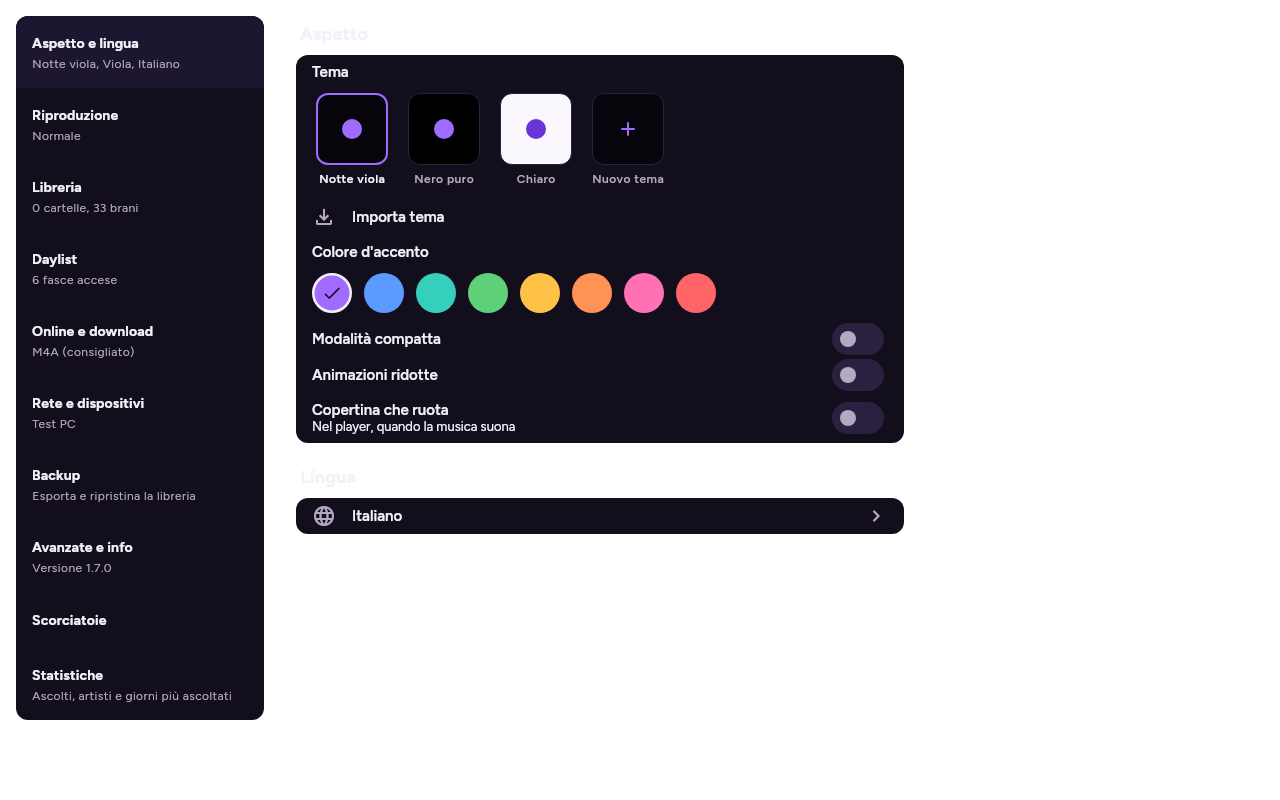 Aspetto e lingua
Notte viola, Viola, Italiano
Riproduzione
Normale
Libreria
0 cartelle, 33 brani
Daylist
6 fasce accese
Online e download
M4A (consigliato)
Rete e dispositivi
Test PC
Backup
Esporta e ripristina la libreria
Avanzate e info
Versione 1.7.0
Scorciatoie
Statistiche
Ascolti, artisti e giorni più ascoltati
Aspetto
Tema
Notte viola
Nero puro
Chiaro
Nuovo tema
Importa tema
Colore d'accento
Modalità compatta
Animazioni ridotte
Copertina che ruota
Nel player, quando la musica suona
Lingua
Italiano